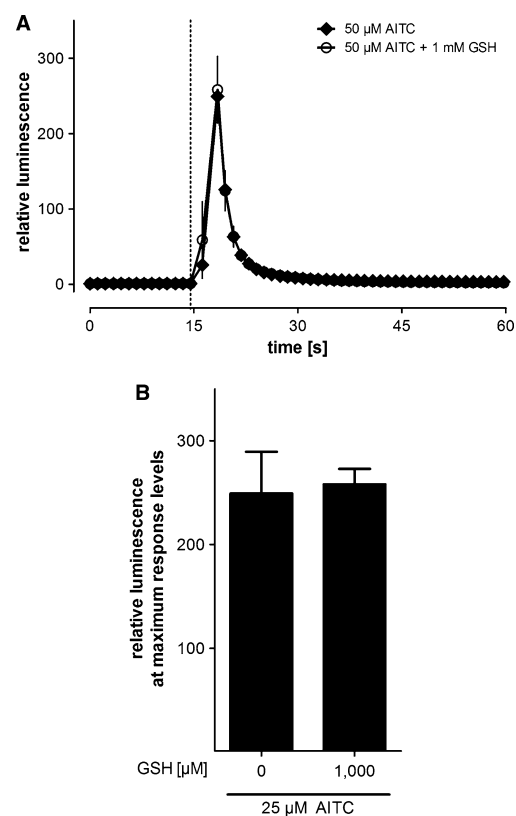 A
50 µM AITC
50 µM AITC + 1 mM GSH
relative luminescence
300
200
100
0
0 15 30 45 60
time [s]
B
relative luminescence
at maximum response levels
300
200
100
GSH [µM] 0 1,000
25 µM AITC